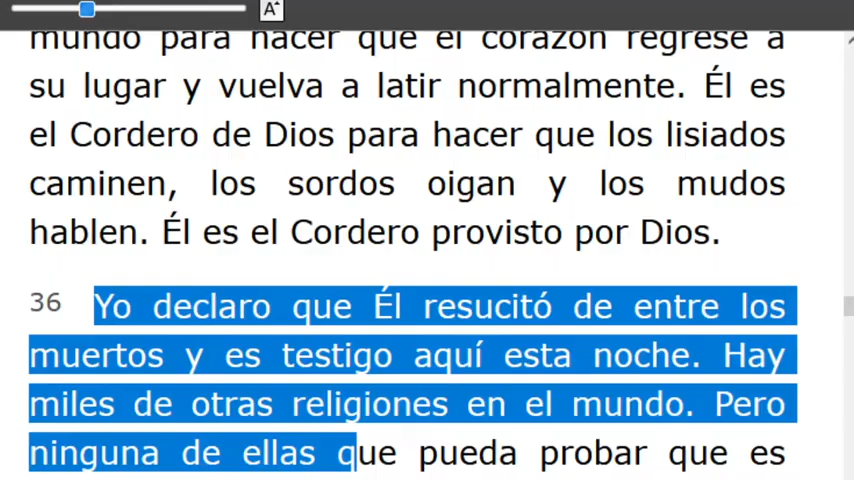 A
mundo para hacer que el corazón regrese a
su lugar y vuelva a latir normalmente. Él es
el Cordero de Dios para hacer que los lisiados
caminen, los sordos oigan y los mudos
hablen. Él es el Cordero provisto por Dios.
36 Yo declaro que Él resucitó de entre los
muertos y es testigo aquí esta noche. Hay
miles de otras religiones en el mundo. Pero
ninguna de ellas que pueda probar que es